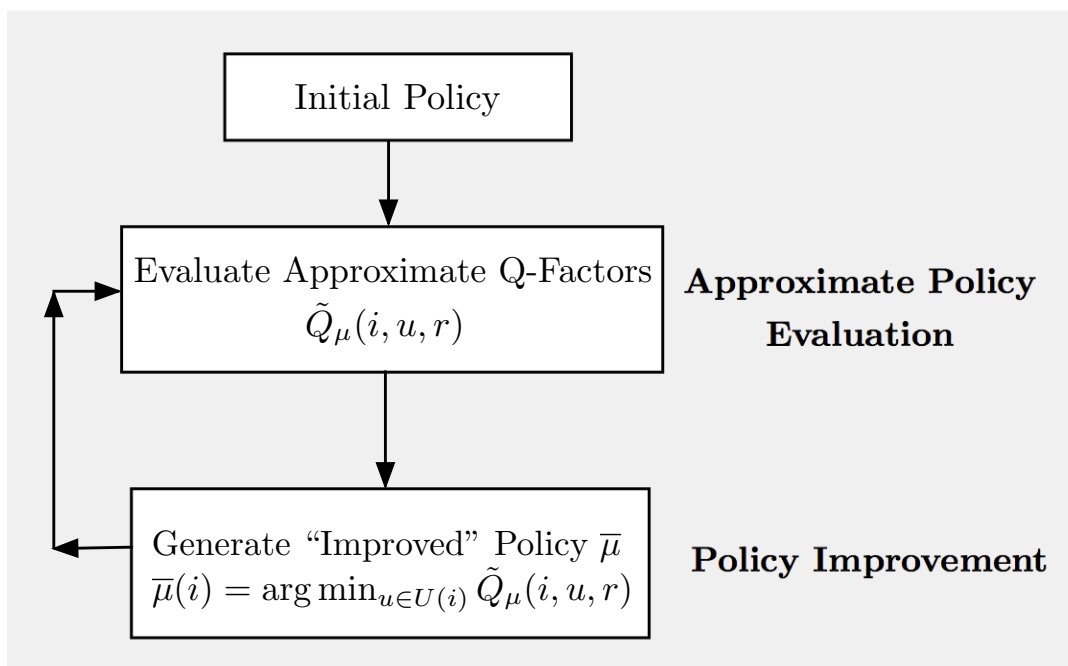 Initial Policy
Evaluate Approximate Q-Factors
Q̃_μ(i, u, r)
Approximate Policy
Evaluation
Generate “Improved” Policy μ̅
μ̅(i) = arg min_{u∈U(i)} Q̃_μ(i, u, r)
Policy Improvement